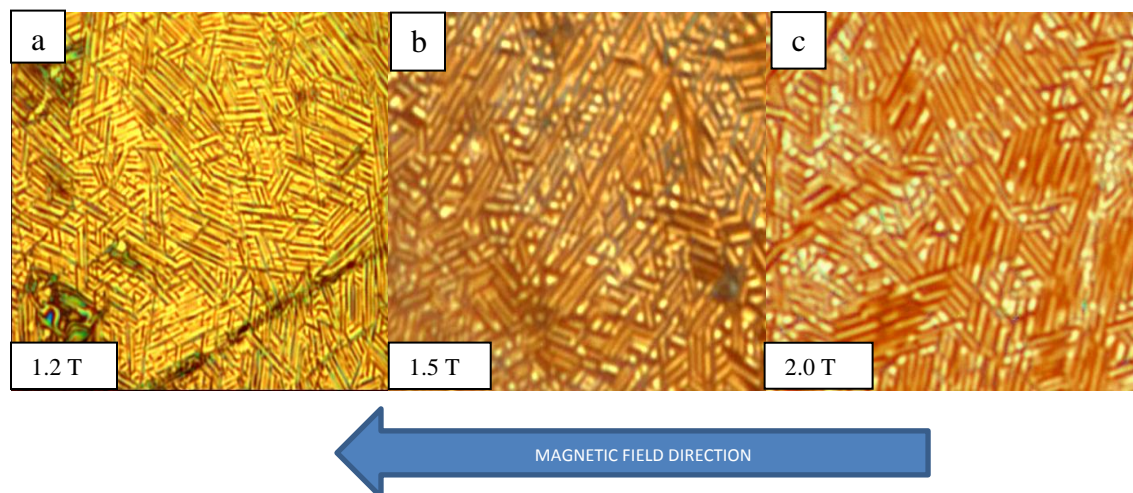 a
b
c
1.2 T
1.5 T
2.0 T
MAGNETIC FIELD DIRECTION